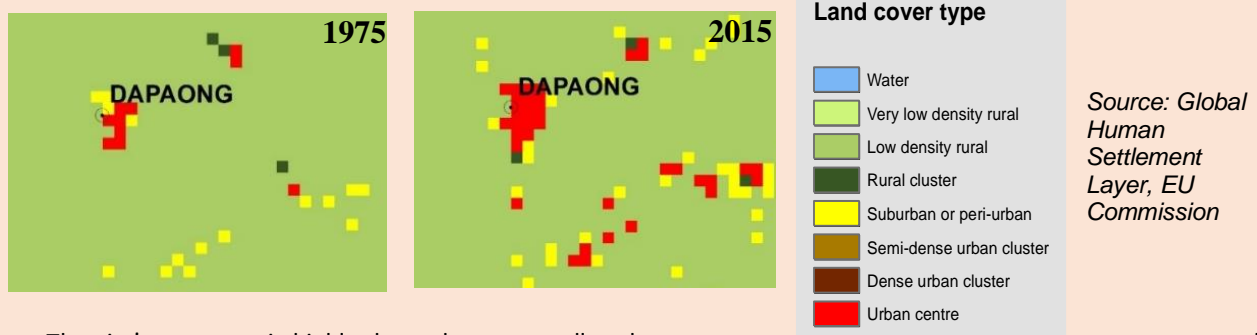 1975
DAPAONG
2015
DAPAONG
Land cover type
Water
Very low density rural
Low density rural
Rural cluster
Suburban or peri-urban
Semi-dense urban cluster
Dense urban cluster
Urban centre
Source: Global
Human
Settlement
Layer, EU
Commission